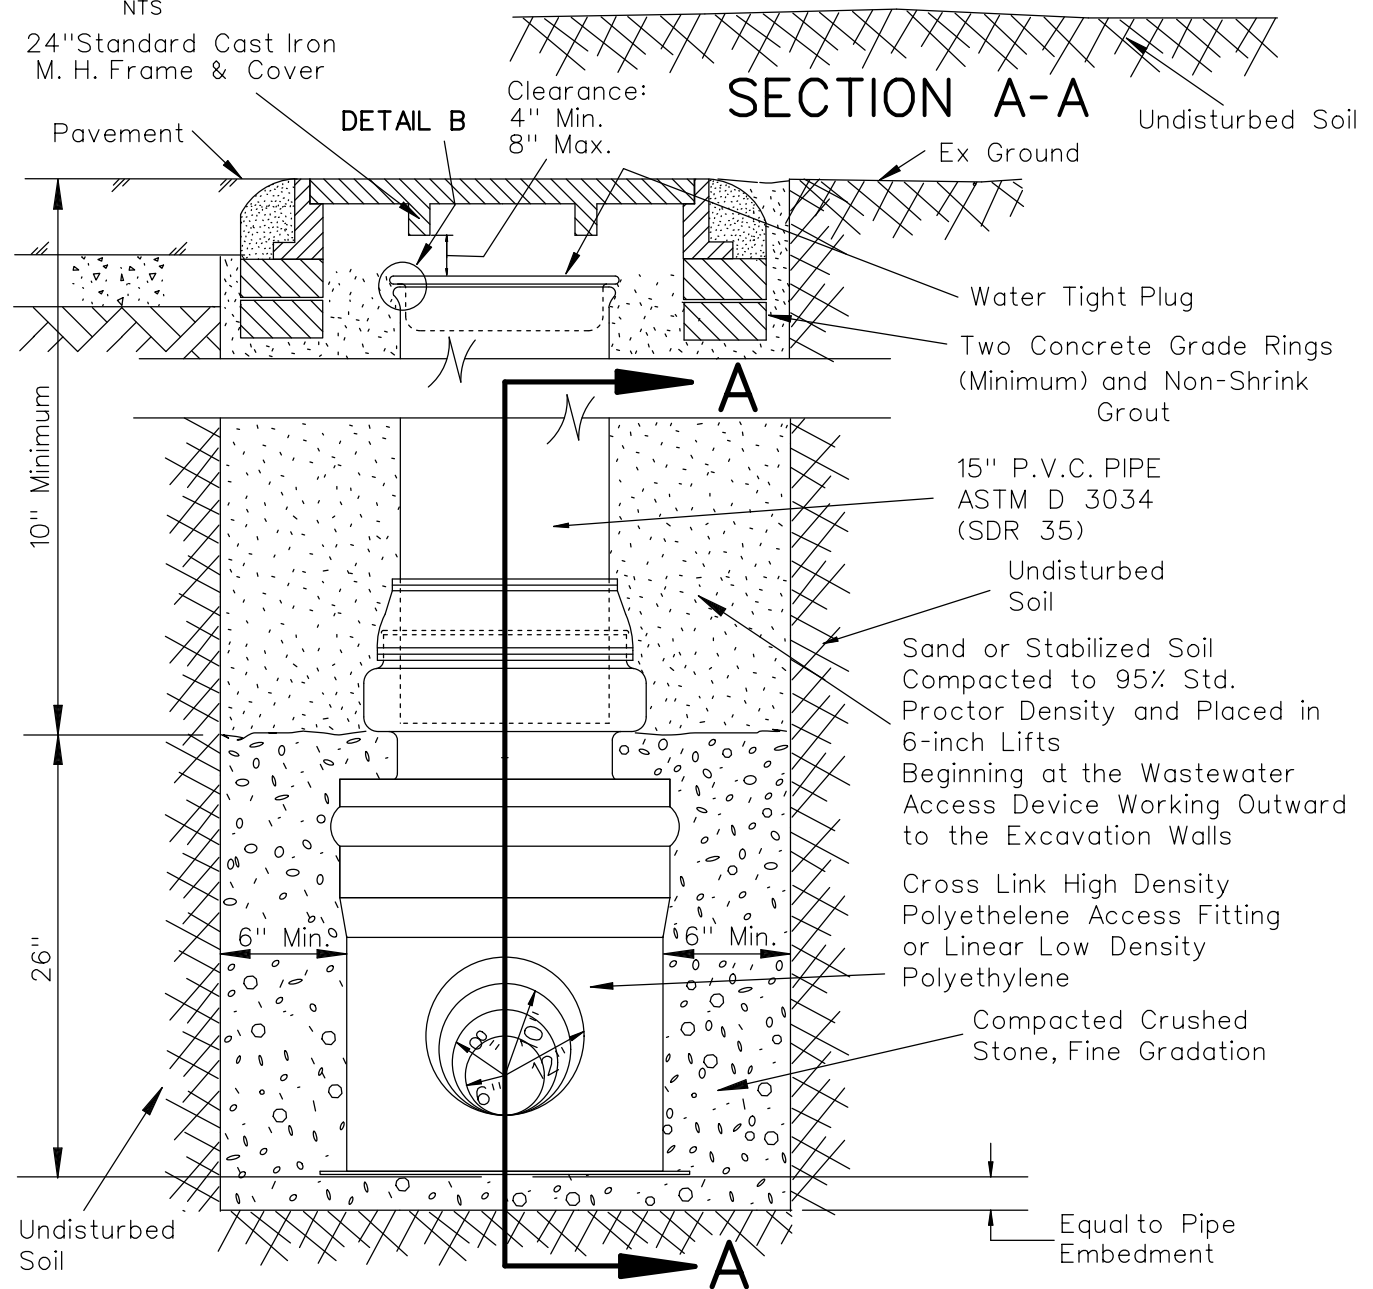 NTS
24"Standard Cast Iron
M. H. Frame & Cover
Clearance:
4" Min.
8" Max.
DETAIL B
Pavement
SECTION A-A
Undisturbed Soil
Ex Ground
Water Tight Plug
Two Concrete Grade Rings
(Minimum) and Non-Shrink
Grout
A
10" Minimum
15" P.V.C. PIPE
ASTM D 3034
(SDR 35)
Undisturbed
Soil
Sand or Stabilized Soil
Compacted to 95% Std.
Proctor Density and Placed in
6-inch Lifts
Beginning at the Wastewater
Access Device Working Outward
to the Excavation Walls
Cross Link High Density
Polyethelene Access Fitting
or Linear Low Density
Polyethylene
26"
6" Min.
6" Min.
8"
10"
12"
6"
Compacted Crushed
Stone, Fine Gradation
Undisturbed
Soil
Equal to Pipe
Embedment
A